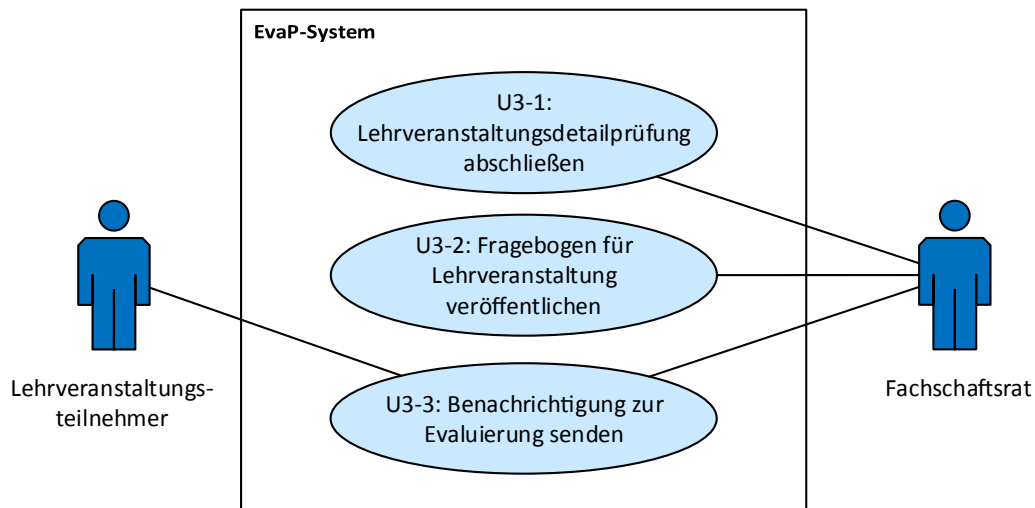 EvaP-System
U3-1:
Lehrveranstaltungsdetailprüfung
abschließen
U3-2: Fragebogen für
Lehrveranstaltung
veröffentlichen
U3-3: Benachrichtigung zur
Evaluierung senden
Lehrveranstaltungs-
teilnehmer
Fachschaftsrat